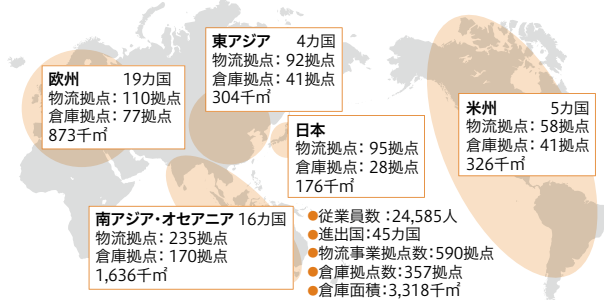 東アジア 4カ国
物流拠点：92拠点
倉庫拠点：41拠点
304千㎡
欧州 19カ国
物流拠点：110拠点
倉庫拠点：77拠点
873千㎡
日本
物流拠点：95拠点
倉庫拠点：28拠点
176千㎡
米州 5カ国
物流拠点：58拠点
倉庫拠点：41拠点
326千㎡
南アジア・オセアニア 16カ国
物流拠点：235拠点
倉庫拠点：170拠点
1,636千㎡
●従業員数：24,585人
●進出国：45カ国
●物流事業拠点数：590拠点
●倉庫拠点数：357拠点
●倉庫面積：3,318千㎡